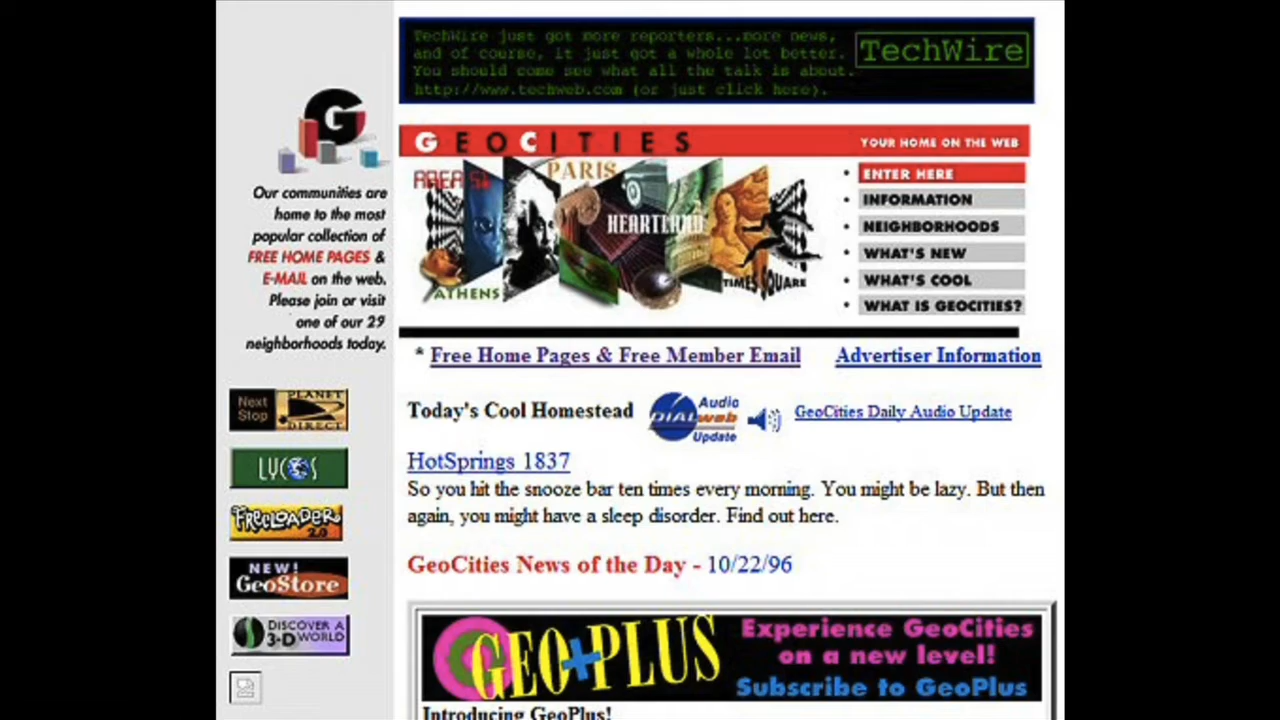 TechWire just got more reporters...more news,
and of course, it just got a whole lot better.
You should come see what all the talk is about.
http://www.techweb.com (or just click here).
TechWire
G
GEOCITIES
YOUR HOME ON THE WEB
AREA 51
PARIS
HEARTLAND
ATHENS
TIMES SQUARE
• ENTER HERE
• INFORMATION
• NEIGHBORHOODS
• WHAT'S NEW
• WHAT'S COOL
• WHAT IS GEOCITIES?
Our communities are
home to the most
popular collection of
FREE HOME PAGES &
E-MAIL on the web.
Please join or visit
one of our 29
neighborhoods today.
Next
Stop
PLANET
DIRECT
LYCOS
FREELOADER
2.0
NEW!
GEOSTORE
DISCOVER A
3-D WORLD
* Free Home Pages & Free Member Email
Advertiser Information
Today's Cool Homestead
Audio
DIALweb
Update
GeoCities Daily Audio Update
HotSprings 1837
So you hit the snooze bar ten times every morning. You might be lazy. But then
again, you might have a sleep disorder. Find out here.
GeoCities News of the Day - 10/22/96
GEO+PLUS
Experience GeoCities
on a new level!
Subscribe to GeoPlus
Introducing GeoPlus!